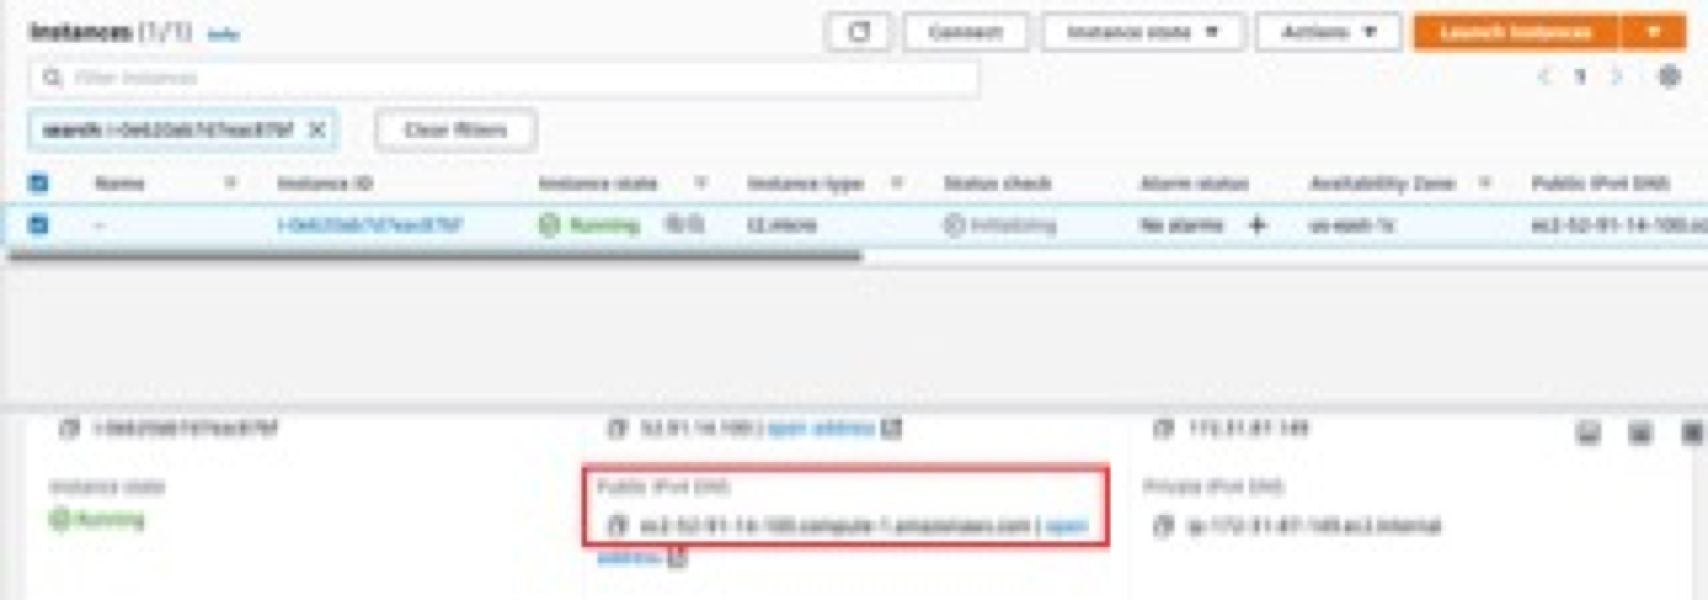 Instances (1/1) Info
Connect Instance state Actions Launch instances
Filter instances
1
search: Clear filters
Name Instance ID Instance state Instance type Status check Alarm status Availability Zone Public IPv4 DNS
- Running t2.micro Initializing No alarms + us-east-1c ec2-52-91-14-100.ec
52.91.14.100 | open address 172.31.87.149
Instance state Public IPv4 DNS Private IPv4 DNS
Running ec2-52-91-14-100.compute-1.amazonaws.com | open ip-172-31-87-149.ec2.internal
address